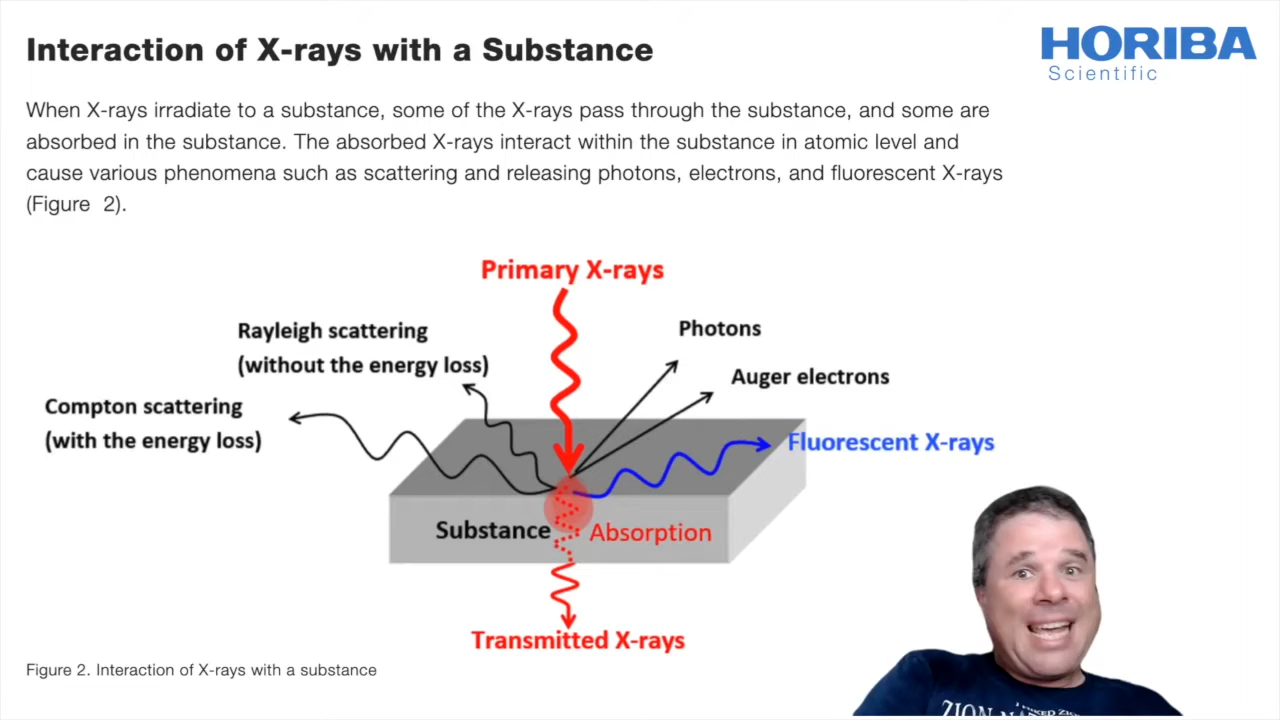 Interaction of X-rays with a Substance
HORIBA
Scientific
When X-rays irradiate to a substance, some of the X-rays pass through the substance, and some are
absorbed in the substance. The absorbed X-rays interact within the substance in atomic level and
cause various phenomena such as scattering and releasing photons, electrons, and fluorescent X-rays
(Figure 2).
Primary X-rays
Rayleigh scattering
(without the energy loss)
Photons
Auger electrons
Compton scattering
(with the energy loss)
Fluorescent X-rays
Substance
Absorption
Transmitted X-rays
Figure 2. Interaction of X-rays with a substance
I HIKED
ZION